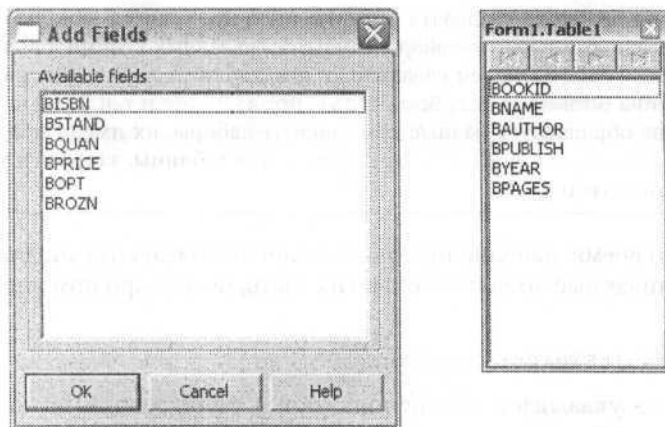 Add Fields
Available fields
BISBN
BSTAND
BQUAN
BPRICE
BOPT
BROZN
OK
Cancel
Help
Form1.Table1
BOOKID
BNAME
BAUTHOR
BPUBLISH
BYEAR
BPAGES